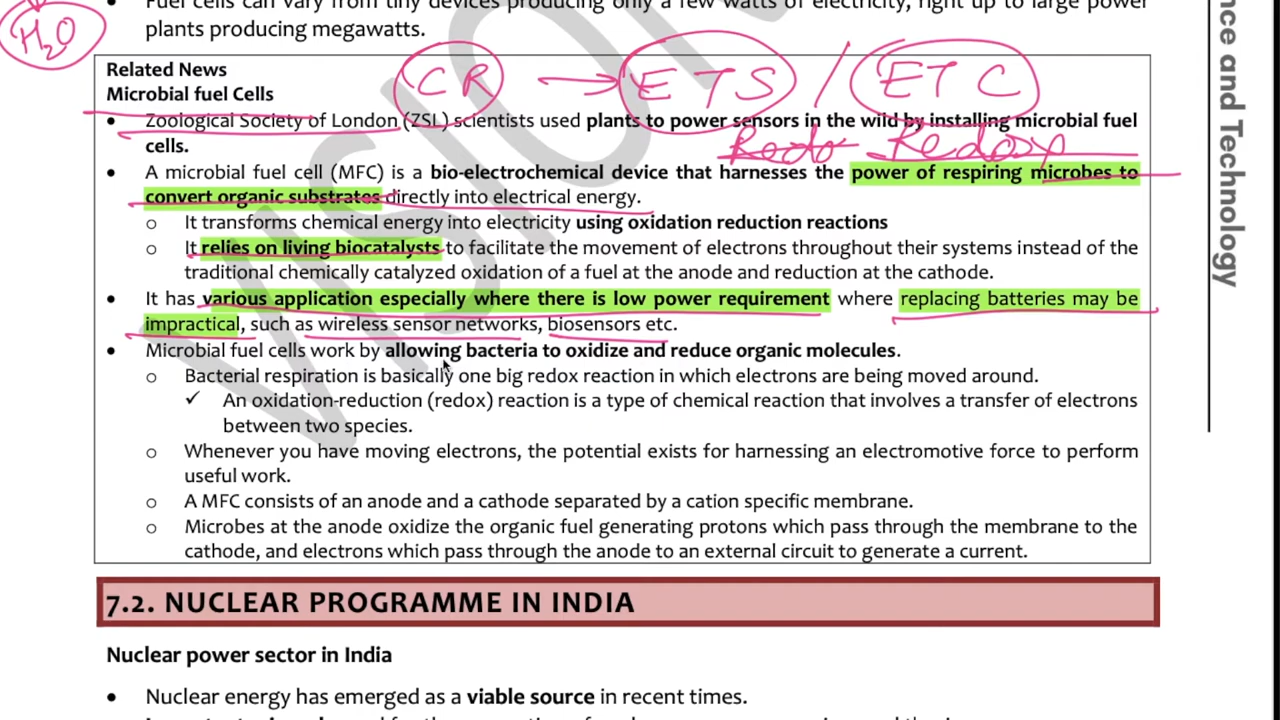 Fuel cells can vary from tiny devices producing only a few watts of electricity, right up to large power
plants producing megawatts.
H2O
Related News
CR → ETS / ETC
Microbial fuel Cells
• Zoological Society of London (ZSL) scientists used plants to power sensors in the wild by installing microbial fuel
cells.
Redo Redox
• A microbial fuel cell (MFC) is a bio-electrochemical device that harnesses the power of respiring microbes to
convert organic substrates directly into electrical energy.
o It transforms chemical energy into electricity using oxidation reduction reactions
o It relies on living biocatalysts to facilitate the movement of electrons throughout their systems instead of the
traditional chemically catalyzed oxidation of a fuel at the anode and reduction at the cathode.
• It has various application especially where there is low power requirement where replacing batteries may be
impractical, such as wireless sensor networks, biosensors etc.
• Microbial fuel cells work by allowing bacteria to oxidize and reduce organic molecules.
o Bacterial respiration is basically one big redox reaction in which electrons are being moved around.
✓ An oxidation-reduction (redox) reaction is a type of chemical reaction that involves a transfer of electrons
between two species.
o Whenever you have moving electrons, the potential exists for harnessing an electromotive force to perform
useful work.
o A MFC consists of an anode and a cathode separated by a cation specific membrane.
o Microbes at the anode oxidize the organic fuel generating protons which pass through the membrane to the
cathode, and electrons which pass through the anode to an external circuit to generate a current.
7.2. NUCLEAR PROGRAMME IN INDIA
Nuclear power sector in India
• Nuclear energy has emerged as a viable source in recent times.
nce and Technology
VISION